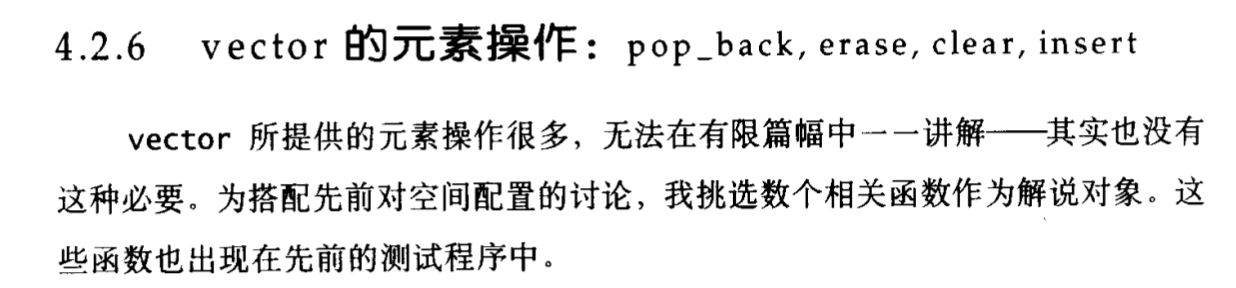 4.2.6 vector 的元素操作：pop_back, erase, clear, insert
vector 所提供的元素操作很多，无法在有限篇幅中一一讲解——其实也没有
这种必要。为搭配先前对空间配置的讨论，我挑选数个相关函数作为解说对象。这
些函数也出现在先前的测试程序中。